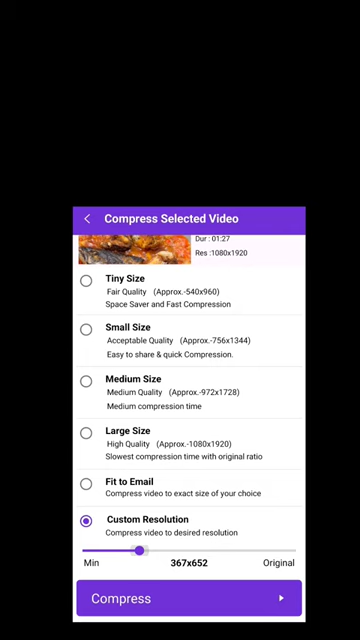 Compress Selected Video
Dur : 01:27
Res :1080x1920
Tiny Size
Fair Quality (Approx.-540x960)
Space Saver and Fast Compression
Small Size
Acceptable Quality (Approx.-756x1344)
Easy to share & quick Compression.
Medium Size
Medium Quality (Approx.-972x1728)
Medium compression time
Large Size
High Quality (Approx.-1080x1920)
Slowest compression time with original ratio
Fit to Email
Compress video to exact size of your choice
Custom Resolution
Compress video to desired resolution
Min 367x652 Original
Compress